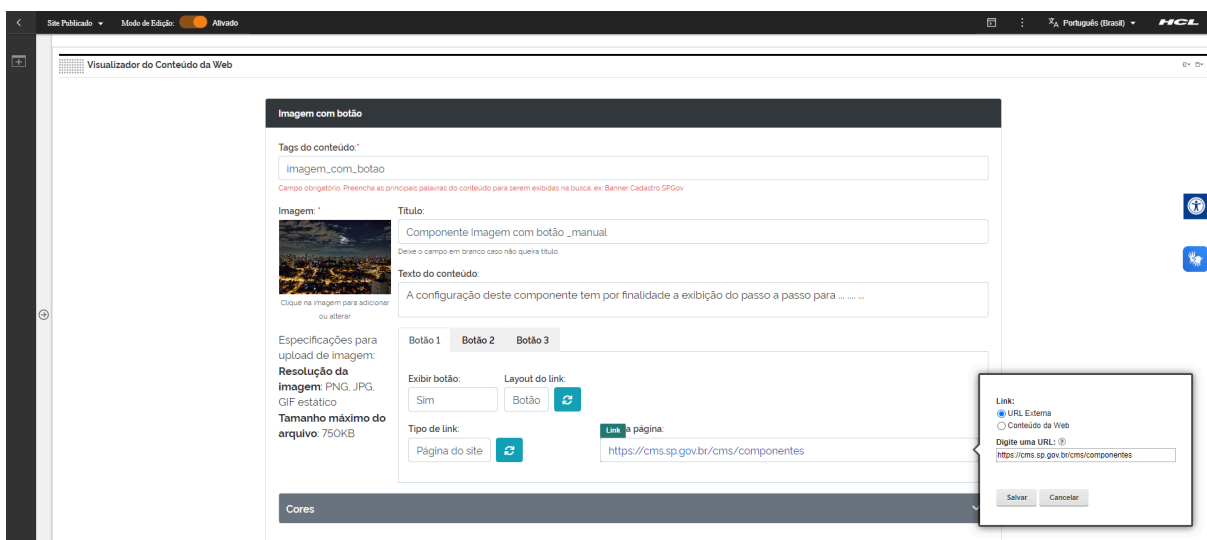 Site Publicado
Modo de Edição:
Ativado
Português (Brasil)
HCL
Visualizador do Conteúdo da Web
Imagem com botão
Tags do conteúdo:*
imagem_com_botao
Campo obrigatório. Preencha as principais palavras do conteúdo para serem exibidas na busca. ex: Banner Cadastro SPGov
Imagem: *
Título:
Componente Imagem com botão _manual
Deixe o campo em branco caso não queira título.
Texto do conteúdo:
A configuração deste componente tem por finalidade a exibição do passo a passo para ... .... ...
Clique na imagem para adicionar
ou alterar
Especificações para
upload de imagem:
Resolução da
imagem: PNG, JPG,
GIF estático
Tamanho máximo do
arquivo: 750KB
Botão 1
Botão 2
Botão 3
Exibir botão:
Layout do link:
Sim
Botão
Tipo de link:
Link
a página:
Página do site
https://cms.sp.gov.br/cms/componentes
Link:
URL Externa
Conteúdo da Web
Digite uma URL:
https://cms.sp.gov.br/cms/componentes
Salvar
Cancelar
Cores